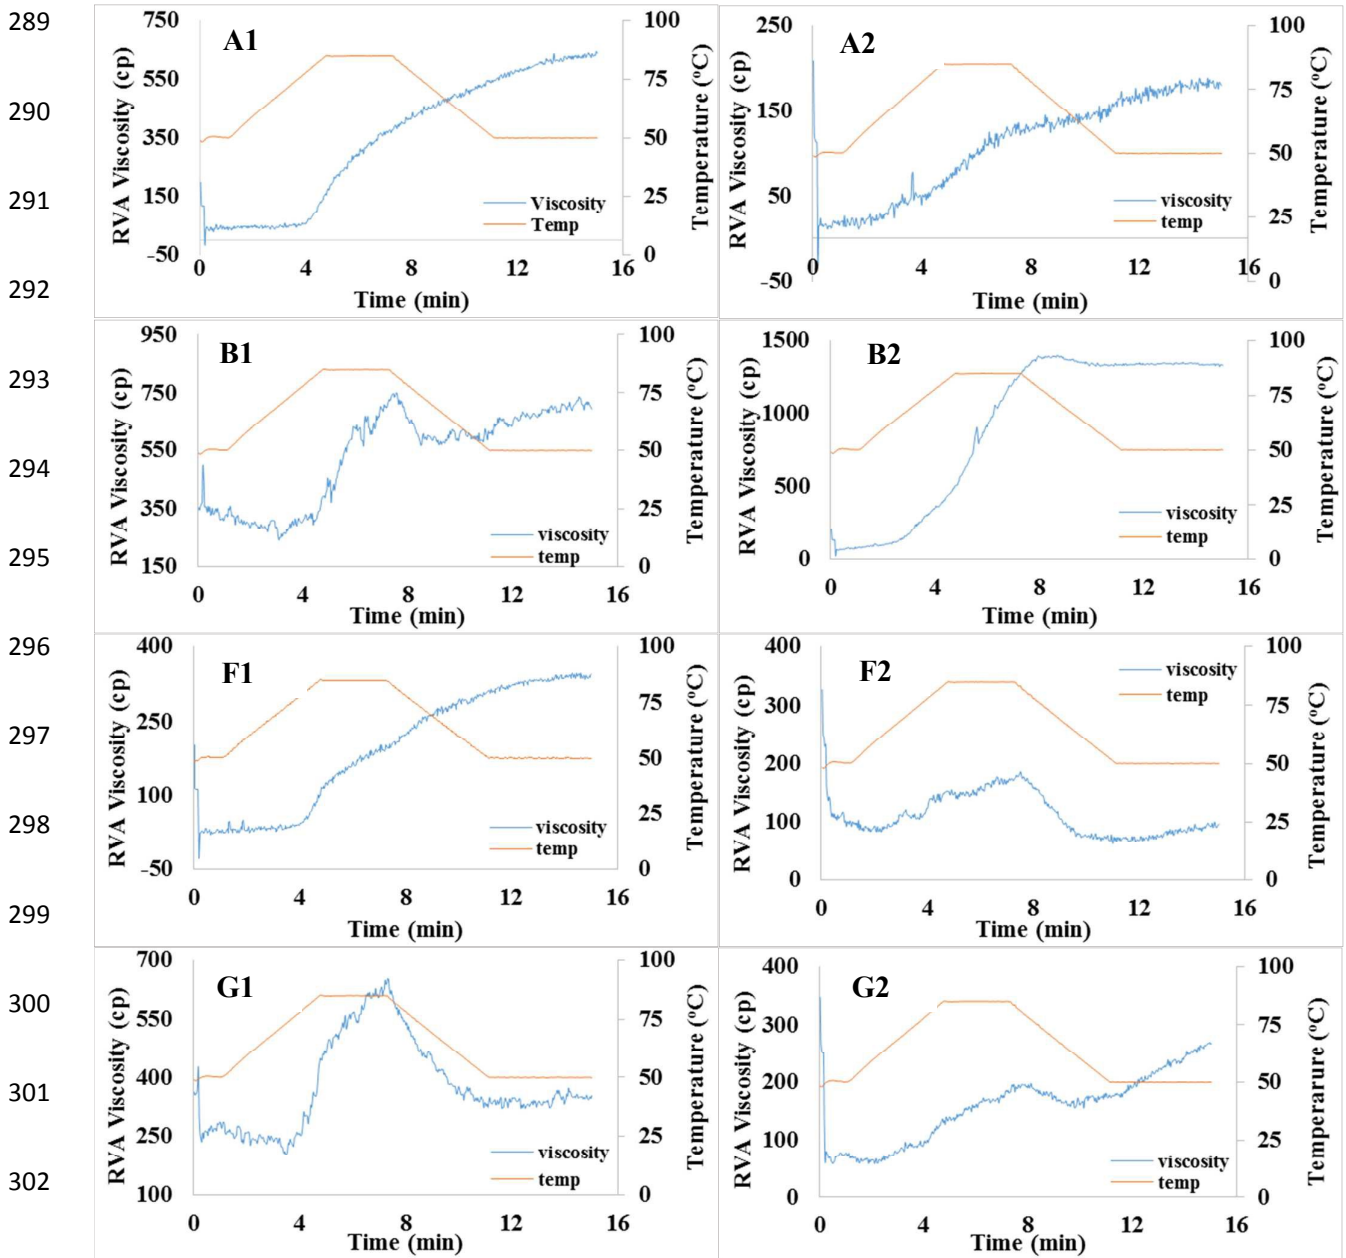 289
290
291
292
293
294
295
296
297
298
299
300
301
302
A1
750
550
350
150
-50
RVA Viscosity (cp)
100
75
50
25
0
Temperature (ºC)
Viscosity
Temp
0 4 8 12 16
Time (min)
A2
250
150
50
-50
RVA Viscosity (cp)
100
75
50
25
0
Temperature (ºC)
viscosity
temp
0 4 8 12 16
Time (min)
B1
950
750
550
350
150
RVA Viscosity (cp)
100
75
50
25
0
Temperature (ºC)
viscosity
temp
0 4 8 12 16
Time (min)
B2
1500
1000
500
0
RVA Viscosity (cp)
100
75
50
25
0
Temperature (ºC)
viscosity
temp
0 4 8 12 16
Time (min)
F1
400
250
100
-50
RVA Viscosity (cp)
100
75
50
25
0
Temperature (ºC)
viscosity
temp
0 4 8 12 16
Time (min)
F2
400
300
200
100
0
RVA Viscosity (cp)
100
75
50
25
0
Temperature (ºC)
viscosity
temp
0 4 8 12 16
Time (min)
G1
700
550
400
250
100
RVA Viscosity (cp)
100
75
50
25
0
Temperature (ºC)
viscosity
temp
0 4 8 12 16
Time (min)
G2
400
300
200
100
0
RVA Viscosity (cp)
100
75
50
25
0
Temperarure (ºC)
viscosity
temp
0 4 8 12 16
Time (min)